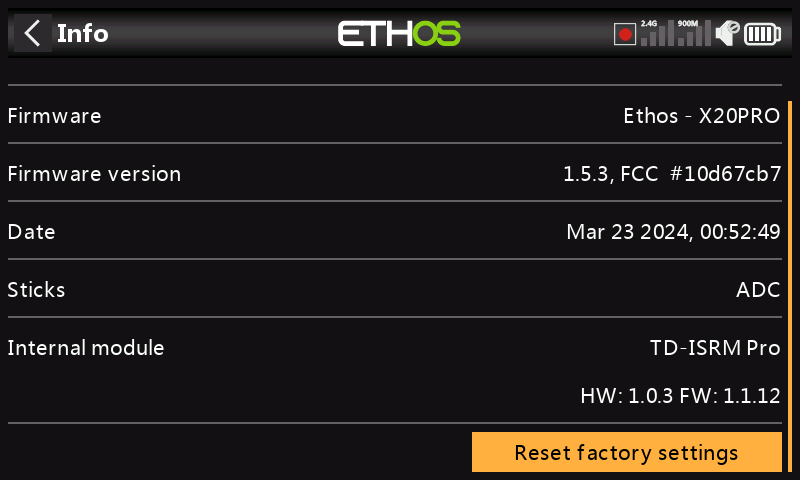 Info
ETHOS
2.4G
900M
Firmware
Ethos - X20PRO
Firmware version
1.5.3, FCC #10d67cb7
Date
Mar 23 2024, 00:52:49
Sticks
ADC
Internal module
TD-ISRM Pro
HW: 1.0.3 FW: 1.1.12
Reset factory settings